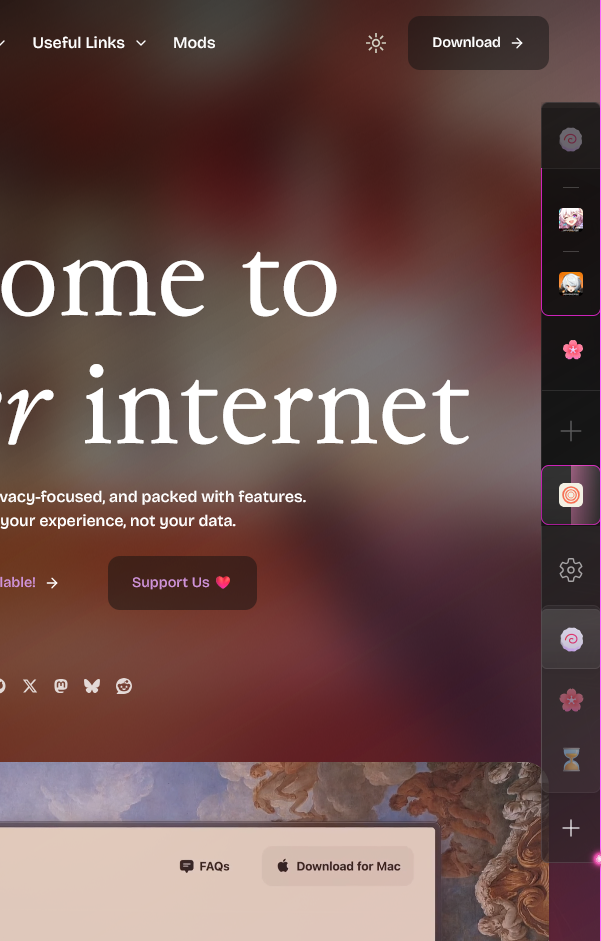 Useful Links
Mods
Download
ome to
r internet
vacy-focused, and packed with features.
your experience, not your data.
lable!
Support Us
FAQs
Download for Mac